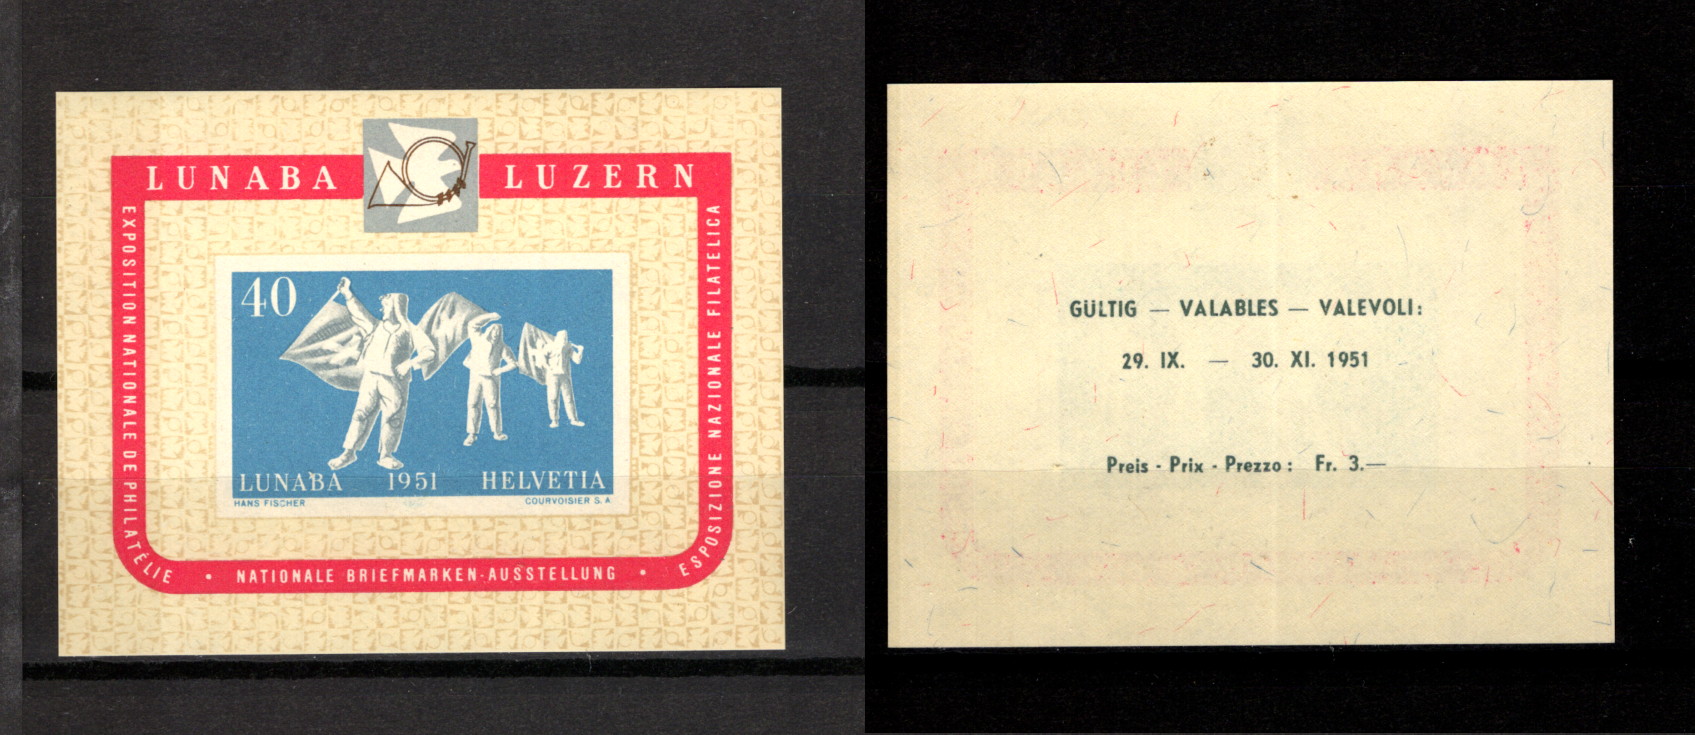 LUNABA LUZERN
EXPOSITION NATIONALE DE PHILATÉLIE
• NATIONALE BRIEFMARKEN-AUSSTELLUNG •
ESPOSIZIONE NAZIONALE FILATELICA
40
LUNABA 1951 HELVETIA
HANS FISCHER COURVOISIER S. A
GÜLTIG — VALABLES — VALEVOLI:
29. IX. — 30. XI. 1951
Preis - Prix - Prezzo: Fr. 3.—